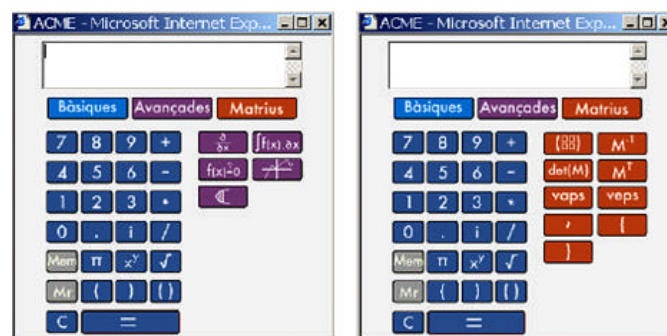 ACME - Microsoft Internet Exp...
Bàsiques Avançades Matrius
7 8 9 +
4 5 6 -
1 2 3 *
0 . i /
Mem π x^y √
Mr ( ) ()
C =
∂/∂x ∫f(x).∂x
f(x)=0
ACME - Microsoft Internet Exp...
Bàsiques Avançades Matrius
7 8 9 +
4 5 6 -
1 2 3 *
0 . i /
Mem π x^y √
Mr ( ) ()
C =
M⁻¹
det(M) Mᵀ
vaps veps
, {
}